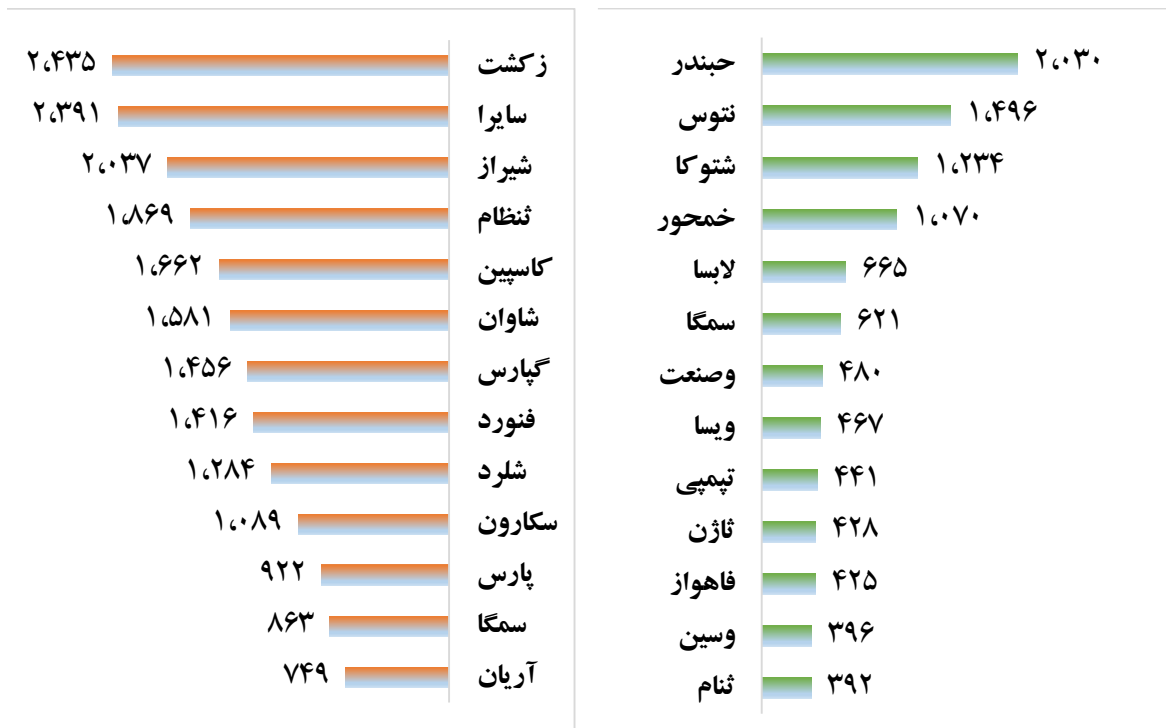 حبندر ۲،۰۳۰
نتوس ۱،۴۹۶
شتوکا ۱،۲۳۴
خمحور ۱،۰۷۰
لابسا ۶۶۵
سمگا ۶۲۱
وصنعت ۴۸۰
ویسا ۴۶۷
تپمپی ۴۴۱
ثاژن ۴۲۸
فاهواز ۴۲۵
وسین ۳۹۶
ثنام ۳۹۲
زکشت ۲،۴۳۵
سایرا ۲،۳۹۱
شیراز ۲،۰۳۷
ثنظام ۱،۸۶۹
کاسپین ۱،۶۶۲
شاوان ۱،۵۸۱
گپارس ۱،۴۵۶
فنورد ۱،۴۱۶
شلرد ۱،۲۸۴
سکارون ۱،۰۸۹
پارس ۹۲۲
سمگا ۸۶۳
آریان ۷۴۹